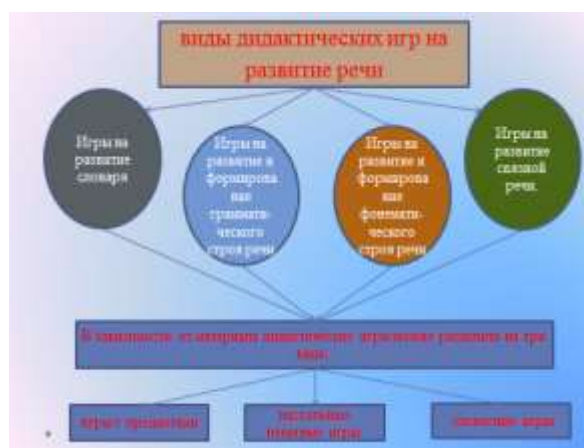 виды дидактических игр на
развитие речи
Игры на
развитие
словаря
Игры на
развитие и
формирова
ние
граммати-
ческого
строя речи
Игры на
развитие и
формирова
ние
фонемати-
ческого
строя речи
Игры на
развитие
связной
речи.
В зависимости от материала дидактические игры можно разделить на три
вида:
игры с предметами
настольно-
печатные игры
словесные игры